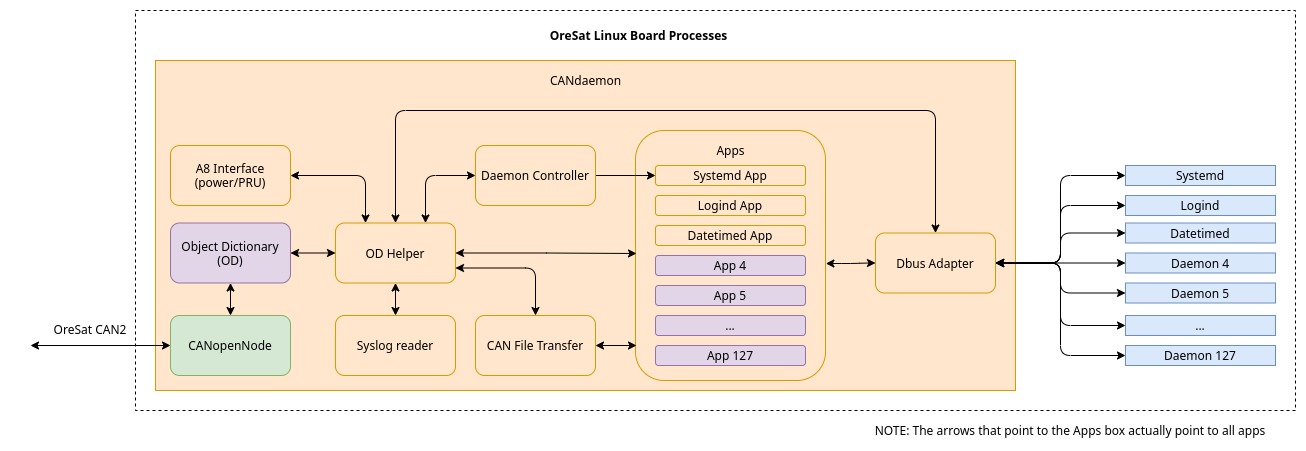 OreSat Linux Board Processes
CANdaemon
A8 Interface
(power/PRU)
Daemon Controller
Apps
Systemd App
Logind App
Datetimed App
App 4
App 5
...
App 127
Object Dictionary
(OD)
OD Helper
Dbus Adapter
OreSat CAN2
CANopenNode
Syslog reader
CAN File Transfer
Systemd
Logind
Datetimed
Daemon 4
Daemon 5
...
Daemon 127
NOTE: The arrows that point to the Apps box actually point to all apps